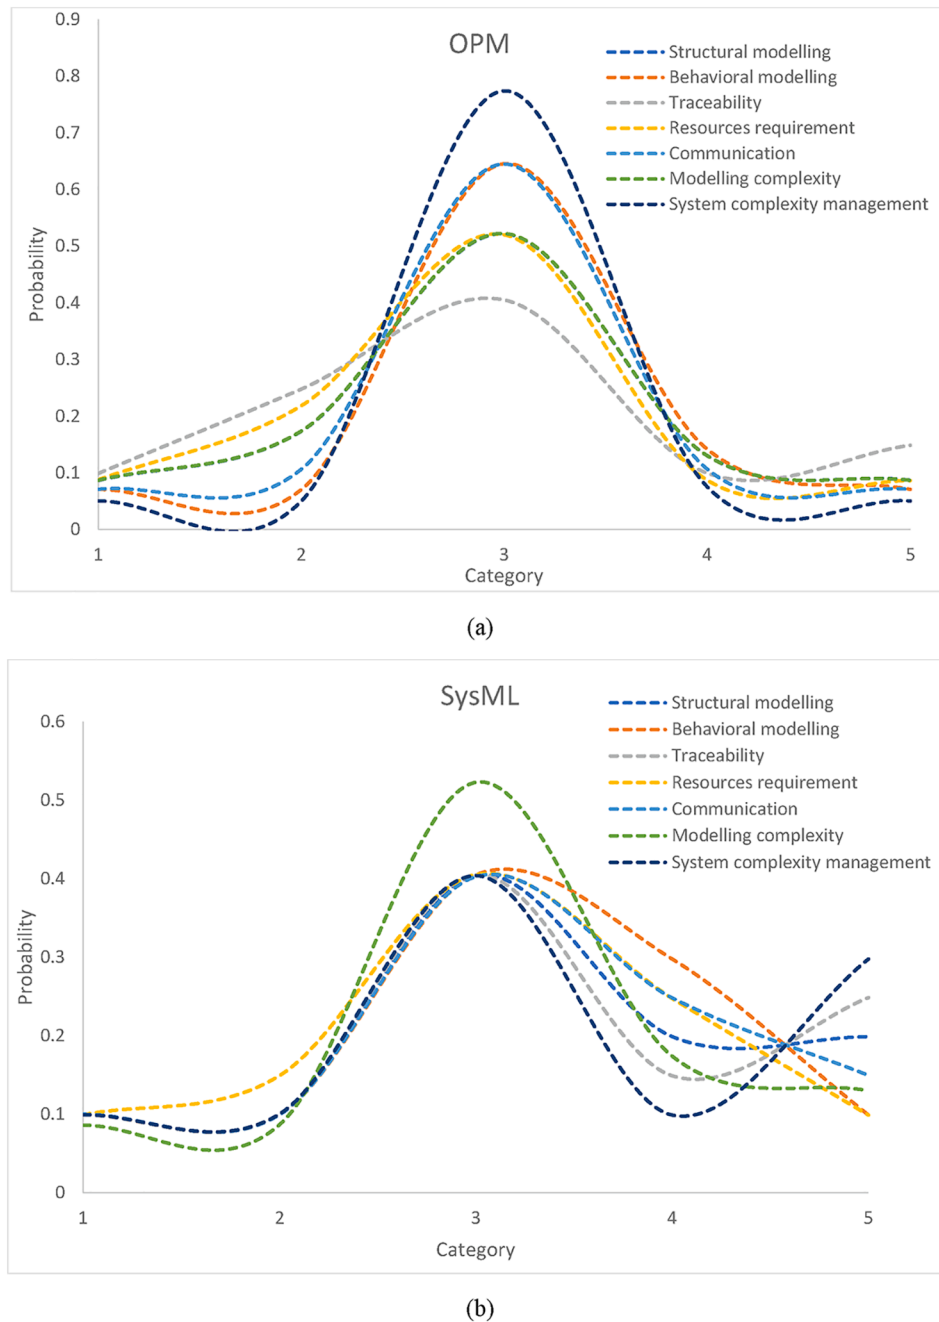 OPM
0.9
0.8
0.7
0.6
0.5
0.4
0.3
0.2
0.1
0
Probability
1 2 3 4 5
Category
Structural modelling
Behavioral modelling
Traceability
Resources requirement
Communication
Modelling complexity
System complexity management
(a)
SysML
0.6
0.5
0.4
0.3
0.2
0.1
0
Probability
1 2 3 4 5
Category
Structural modelling
Behavioral modelling
Traceability
Resources requirement
Communication
Modelling complexity
System complexity management
(b)